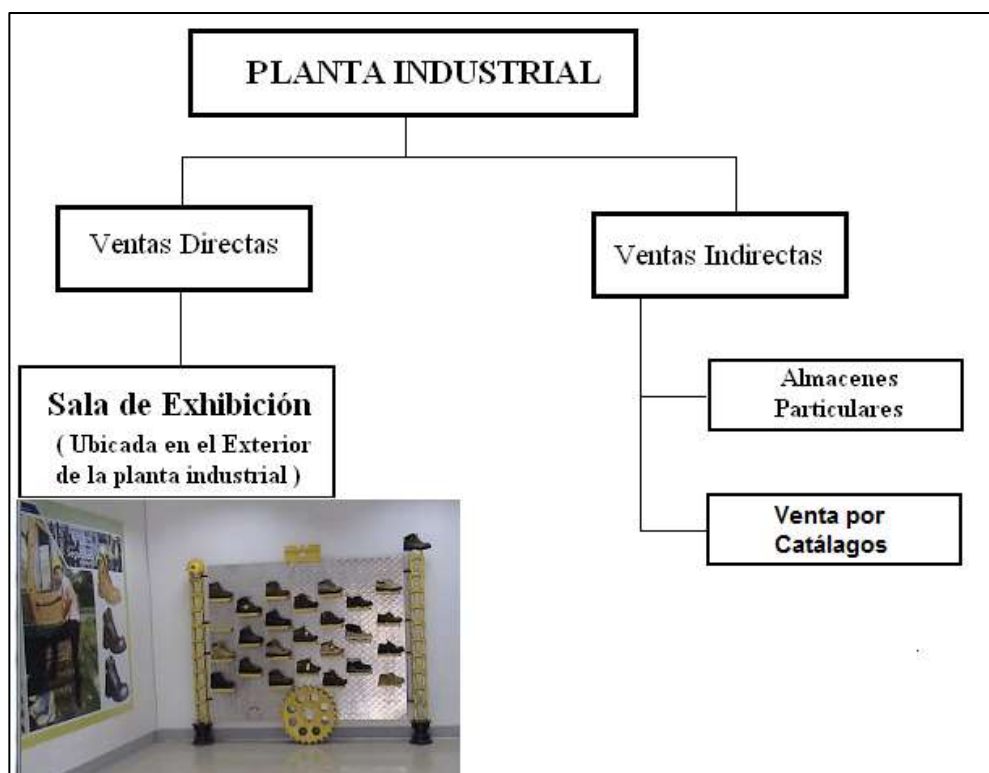 PLANTA INDUSTRIAL
Ventas Directas
Ventas Indirectas
Sala de Exhibición
( Ubicada en el Exterior
de la planta industrial )
Almacenes
Particulares
Venta por
Catálagos